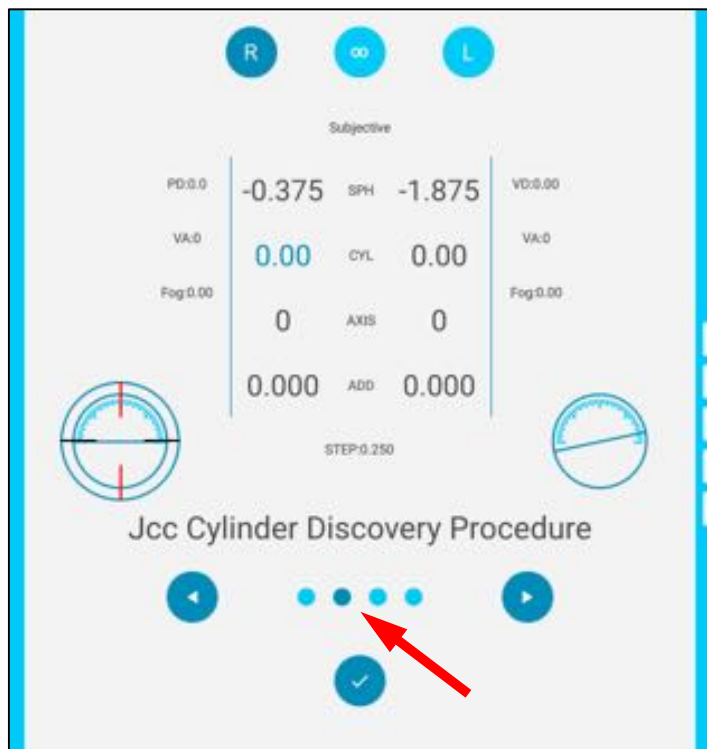 R ∞ L
Subjective
PD:0.0 -0.375 SPH -1.875 VD:0.00
VA:0 0.00 CYL 0.00 VA:0
Fog:0.00 Fog:0.00
0 AXIS 0
0.000 ADD 0.000
STEP:0.250
Jcc Cylinder Discovery Procedure